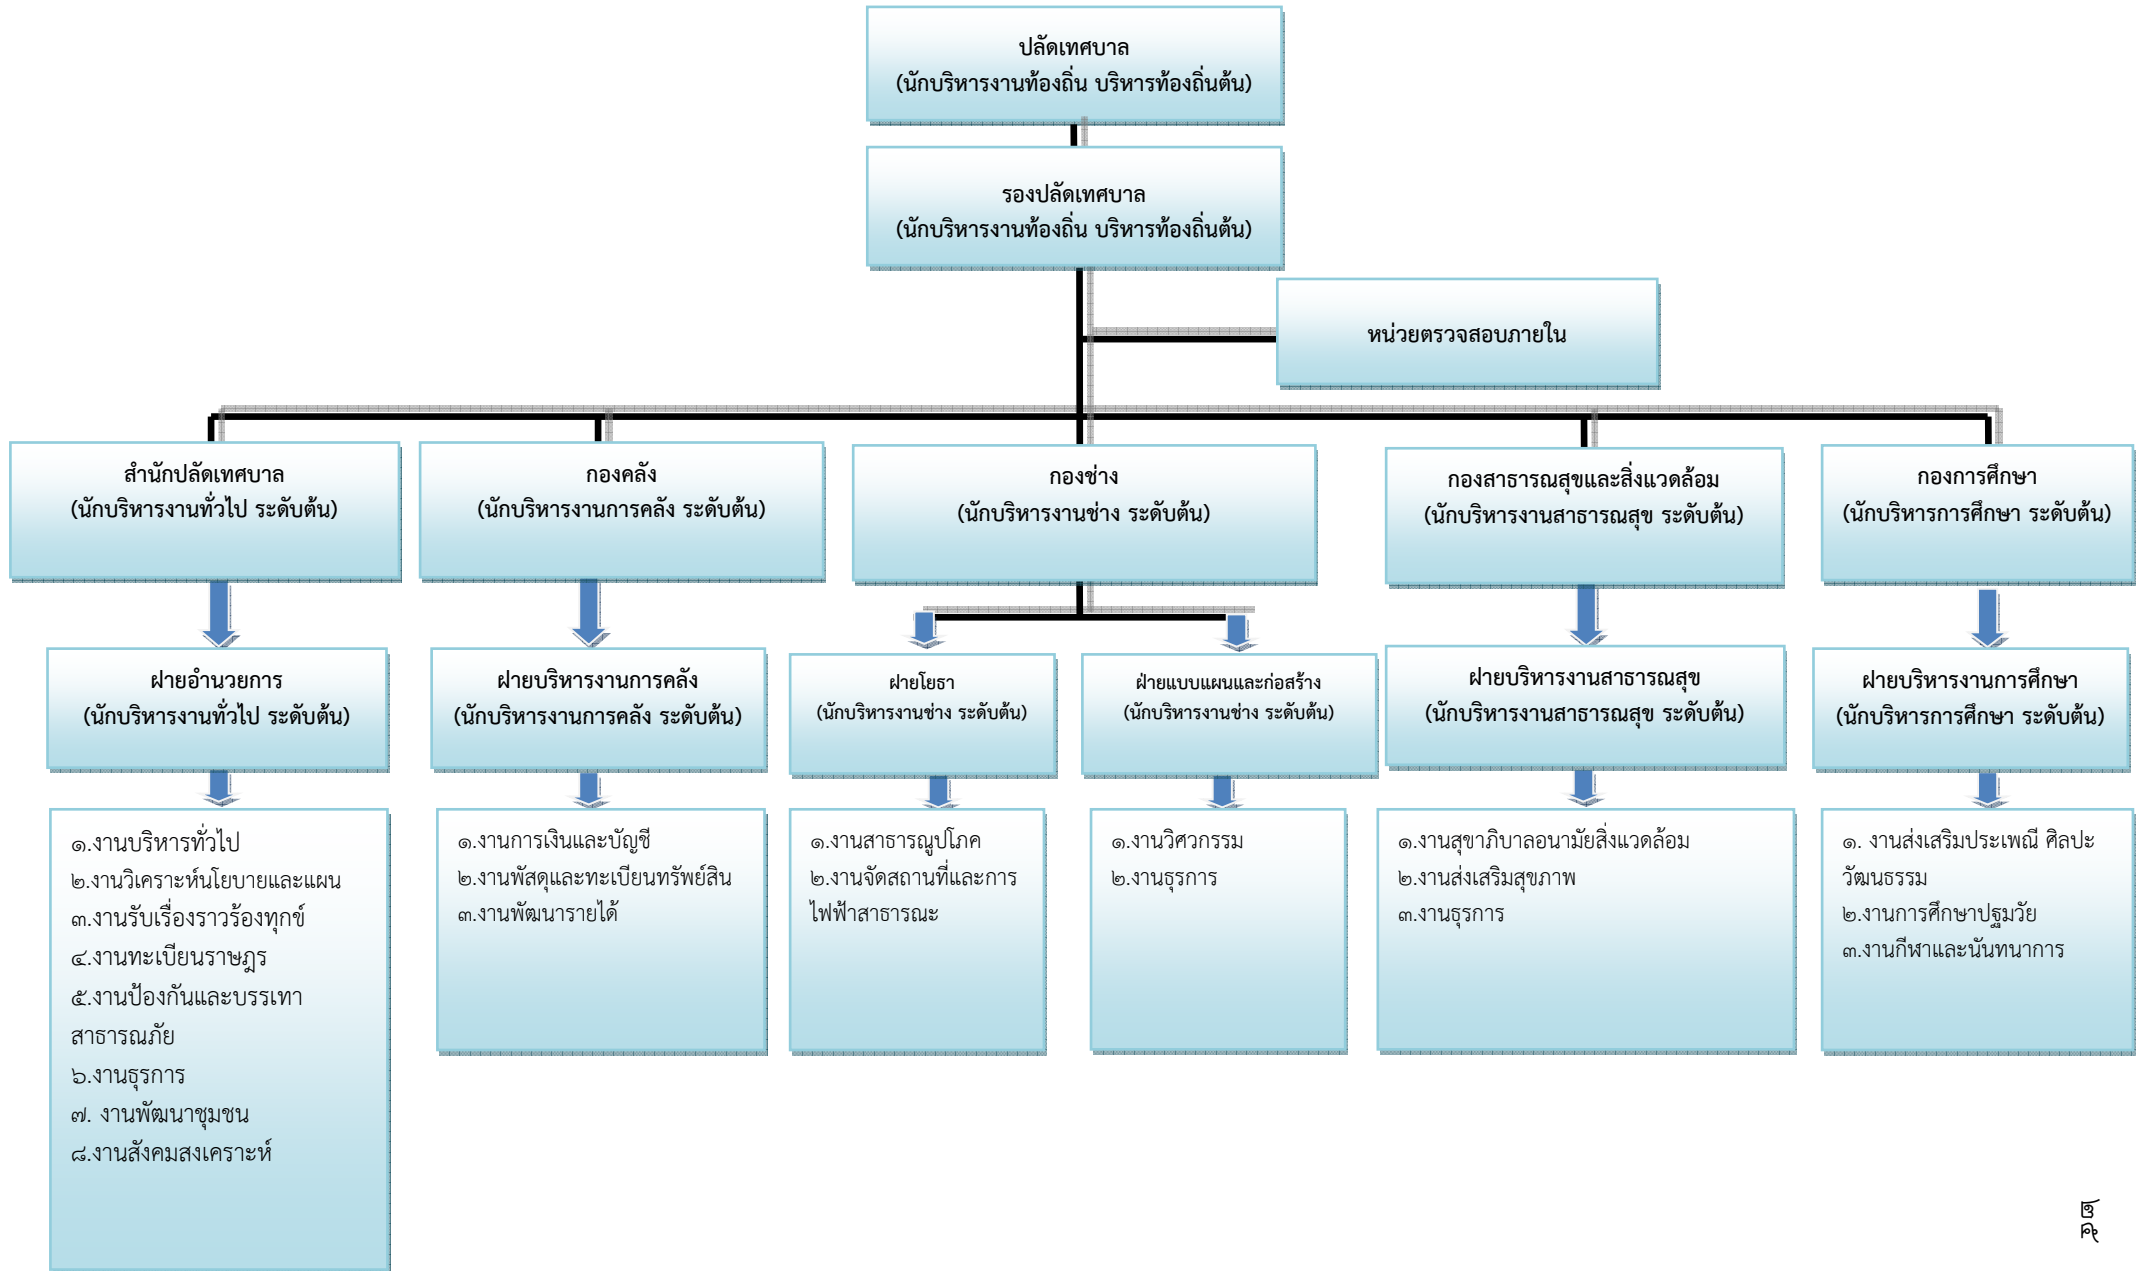 ปลัดเทศบาล
(นักบริหารงานท้องถิ่น บริหารท้องถิ่นต้น)
รองปลัดเทศบาล
(นักบริหารงานท้องถิ่น บริหารท้องถิ่นต้น)
หน่วยตรวจสอบภายใน
สำนักปลัดเทศบาล
(นักบริหารงานทั่วไป ระดับต้น)
กองคลัง
(นักบริหารงานการคลัง ระดับต้น)
กองช่าง
(นักบริหารงานช่าง ระดับต้น)
กองสาธารณสุขและสิ่งแวดล้อม
(นักบริหารงานสาธารณสุข ระดับต้น)
กองการศึกษา
(นักบริหารการศึกษา ระดับต้น)
ฝ่ายอำนวยการ
(นักบริหารงานทั่วไป ระดับต้น)
ฝ่ายบริหารงานการคลัง
(นักบริหารงานการคลัง ระดับต้น)
ฝ่ายโยธา
(นักบริหารงานช่าง ระดับต้น)
ฝ่ายแบบแผนและก่อสร้าง
(นักบริหารงานช่าง ระดับต้น)
ฝ่ายบริหารงานสาธารณสุข
(นักบริหารงานสาธารณสุข ระดับต้น)
ฝ่ายบริหารงานการศึกษา
(นักบริหารการศึกษา ระดับต้น)
๑.งานบริหารทั่วไป
๒.งานวิเคราะห์นโยบายและแผน
๓.งานรับเรื่องราวร้องทุกข์
๔.งานทะเบียนราษฎร
๕.งานป้องกันและบรรเทา
สาธารณภัย
๖.งานธุรการ
๗. งานพัฒนาชุมชน
๘.งานสังคมสงเคราะห์
๑.งานการเงินและบัญชี
๒.งานพัสดุและทะเบียนทรัพย์สิน
๓.งานพัฒนารายได้
๑.งานสาธารณูปโภค
๒.งานจัดสถานที่และการ
ไฟฟ้าสาธารณะ
๑.งานวิศวกรรม
๒.งานธุรการ
๑.งานสุขาภิบาลอนามัยสิ่งแวดล้อม
๒.งานส่งเสริมสุขภาพ
๓.งานธุรการ
๑. งานส่งเสริมประเพณี ศิลปะ
วัฒนธรรม
๒.งานการศึกษาปฐมวัย
๓.งานกีฬาและนันทนาการ
๒๙